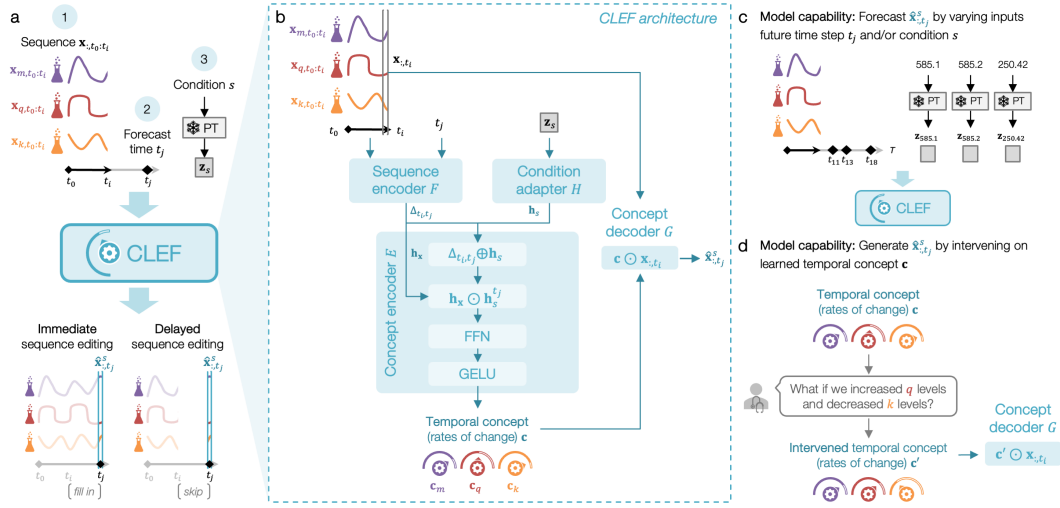 a
1
Sequence x:,t₀:tᵢ
xₘ,t₀:tᵢ
x_q,t₀:tᵢ
xₖ,t₀:tᵢ
2
Forecast
time tⱼ
3
Condition s
PT
zₛ
t₀ tᵢ tⱼ
CLEF
Immediate
sequence editing
Delayed
sequence editing
x̂ˢ:,tⱼ
x̂ˢ:,tⱼ
t₀ tᵢ tⱼ
[fill in]
t₀ tᵢ tⱼ
[skip]
b
CLEF architecture
xₘ,t₀:tᵢ
x_q,t₀:tᵢ
xₖ,t₀:tᵢ
x:,tᵢ
t₀ tᵢ
tⱼ
zₛ
Sequence
encoder F
Condition
adapter H
Δtᵢ,tⱼ
hₛ
Concept encoder E
hₓ
Δtᵢ,tⱼ⊕hₛ
hₓ ⊙ hₛ^tⱼ
FFN
GELU
Concept
decoder G
c ⊙ x:,tᵢ
x̂ˢ:,tⱼ
Temporal concept
(rates of change) c
cₘ c_q cₖ
c
Model capability: Forecast x̂ˢ:,tⱼ by varying inputs
future time step tⱼ and/or condition s
585.1 585.2 250.42
PT PT PT
z585.1 z585.2 z250.42
t₁₁ t₁₃ t₁₈ T
CLEF
d
Model capability: Generate x̂ˢ:,tⱼ by intervening on
learned temporal concept c
Temporal concept
(rates of change) c
What if we increased q levels
and decreased k levels?
Intervened temporal concept
(rates of change) c′
Concept
decoder G
c′ ⊙ x:,tᵢ